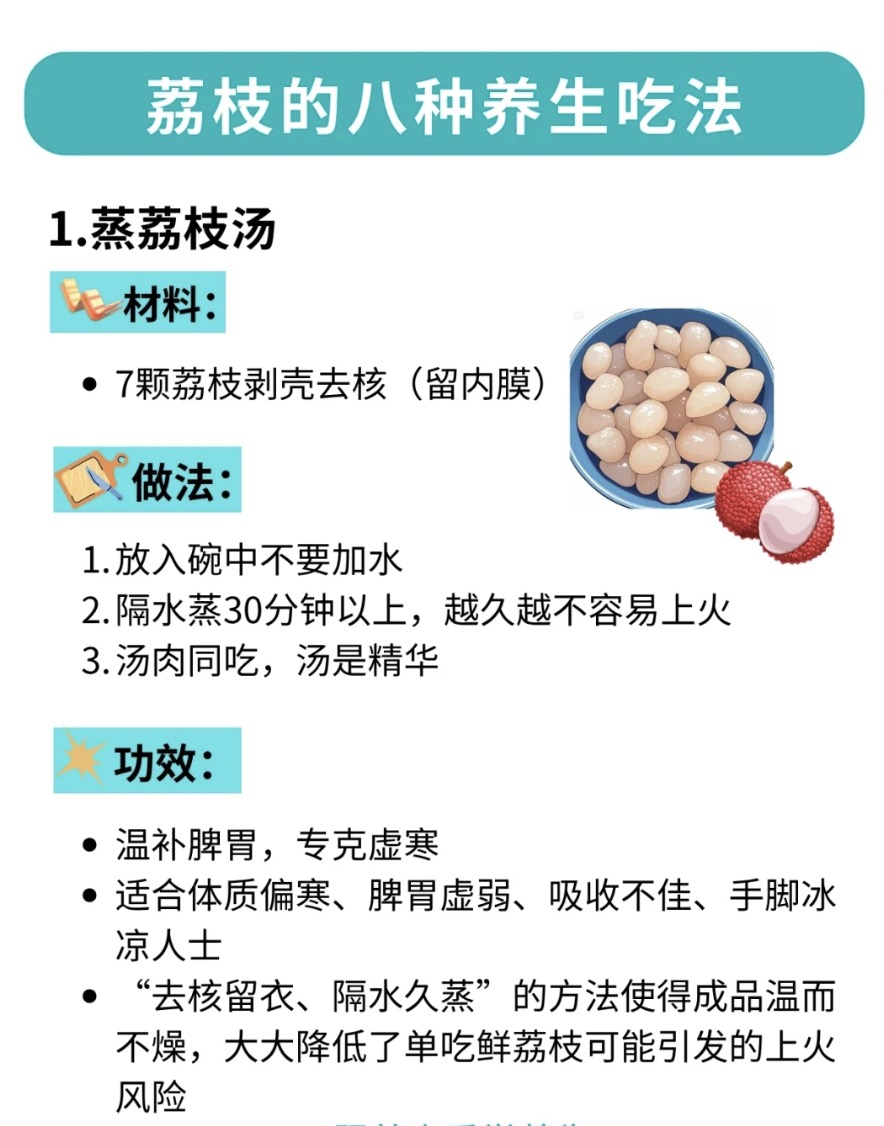 荔枝的八种养生吃法
1.蒸荔枝汤
材料：
• 7颗荔枝剥壳去核（留内膜）
做法：
1.放入碗中不要加水
2.隔水蒸30分钟以上，越久越不容易上火
3.汤肉同吃，汤是精华
功效：
• 温补脾胃，专克虚寒
• 适合体质偏寒、脾胃虚弱、吸收不佳、手脚冰
凉人士
• “去核留衣、隔水久蒸”的方法使得成品温而
不燥，大大降低了单吃鲜荔枝可能引发的上火
风险